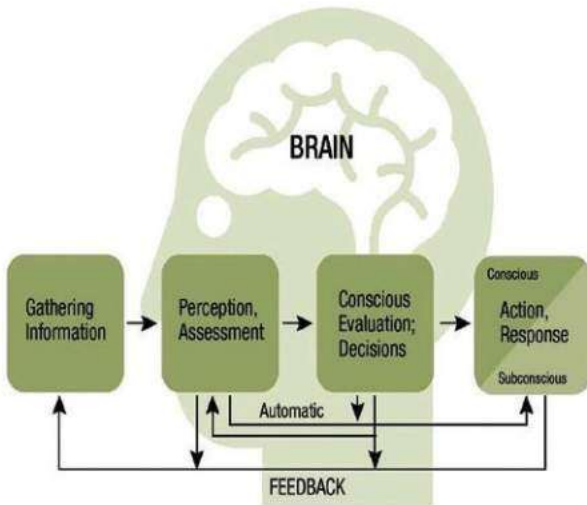 BRAIN
Gathering
Information
Perception,
Assessment
Conscious
Evaluation;
Decisions
Conscious
Action,
Response
Subconscious
Automatic
FEEDBACK